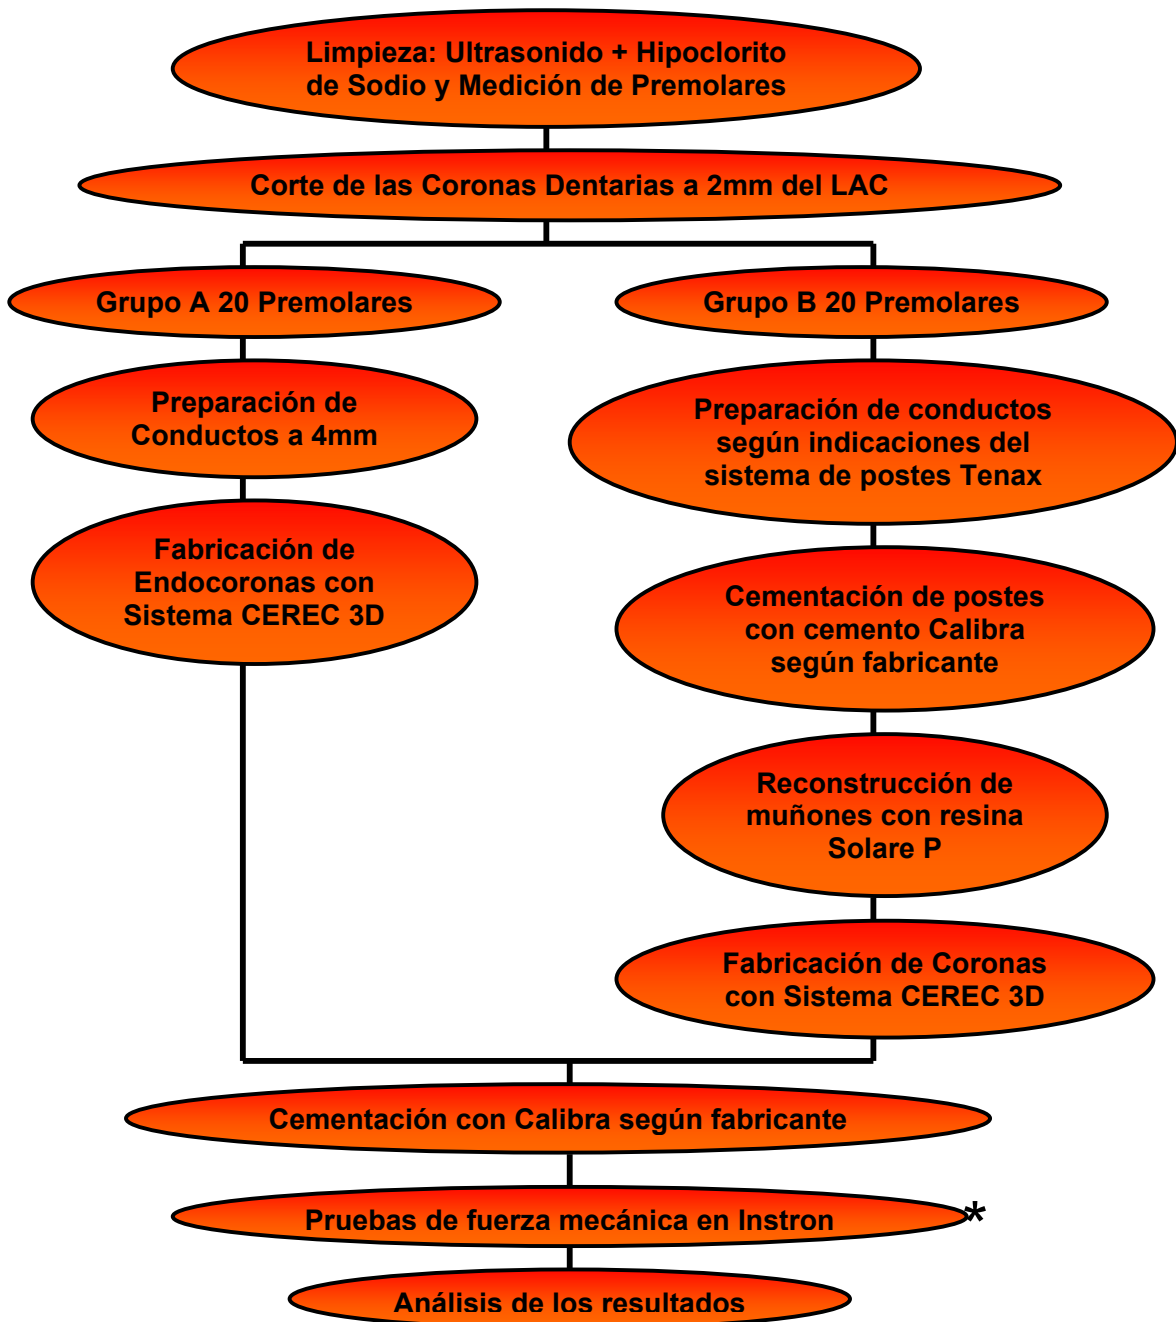 Limpieza: Ultrasonido + Hipoclorito
de Sodio y Medición de Premolares
Corte de las Coronas Dentarias a 2mm del LAC
Grupo A 20 Premolares
Grupo B 20 Premolares
Preparación de
Conductos a 4mm
Preparación de conductos
según indicaciones del
sistema de postes Tenax
Fabricación de
Endocoronas con
Sistema CEREC 3D
Cementación de postes
con cemento Calibra
según fabricante
Reconstrucción de
muñones con resina
Solare P
Fabricación de Coronas
con Sistema CEREC 3D
Cementación con Calibra según fabricante
Pruebas de fuerza mecánica en Instron *
Análisis de los resultados